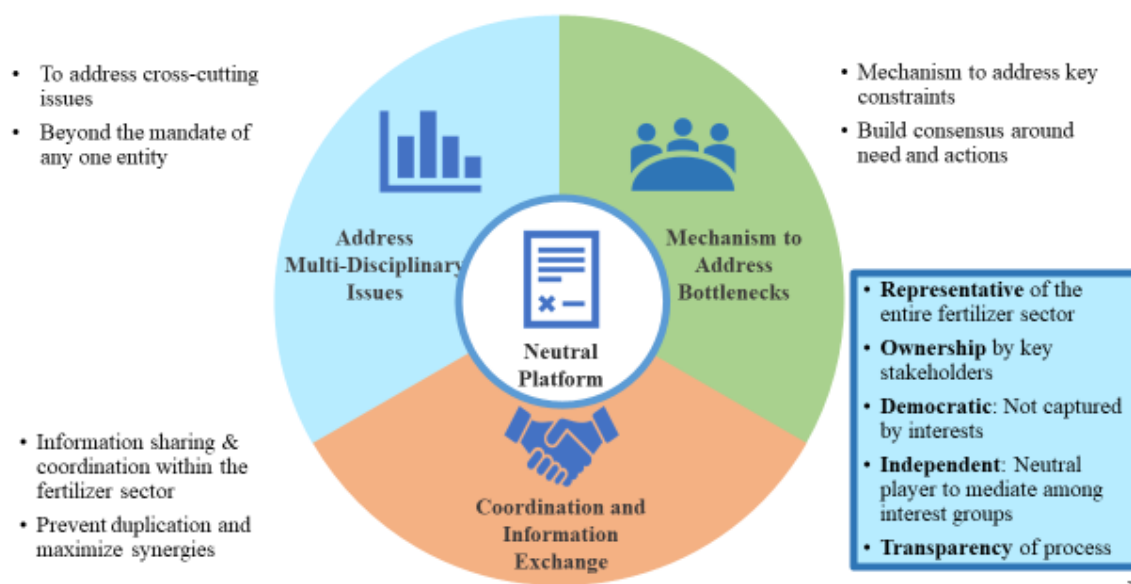 • To address cross-cutting
issues
• Beyond the mandate of
any one entity
• Mechanism to address key
constraints
• Build consensus around
need and actions
Address
Multi-Disciplinary
Issues
Mechanism to
Address
Bottlenecks
Neutral
Platform
• Representative of the
entire fertilizer sector
• Ownership by key
stakeholders
• Democratic: Not captured
by interests
• Independent: Neutral
player to mediate among
interest groups
• Transparency of process
• Information sharing &
coordination within the
fertilizer sector
• Prevent duplication and
maximize synergies
Coordination and
Information
Exchange